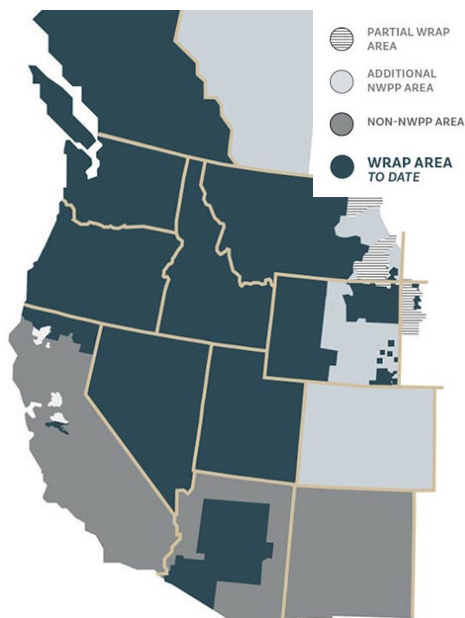 PARTIAL WRAP
AREA
ADDITIONAL
NWPP AREA
NON-NWPP AREA
WRAP AREA
TO DATE